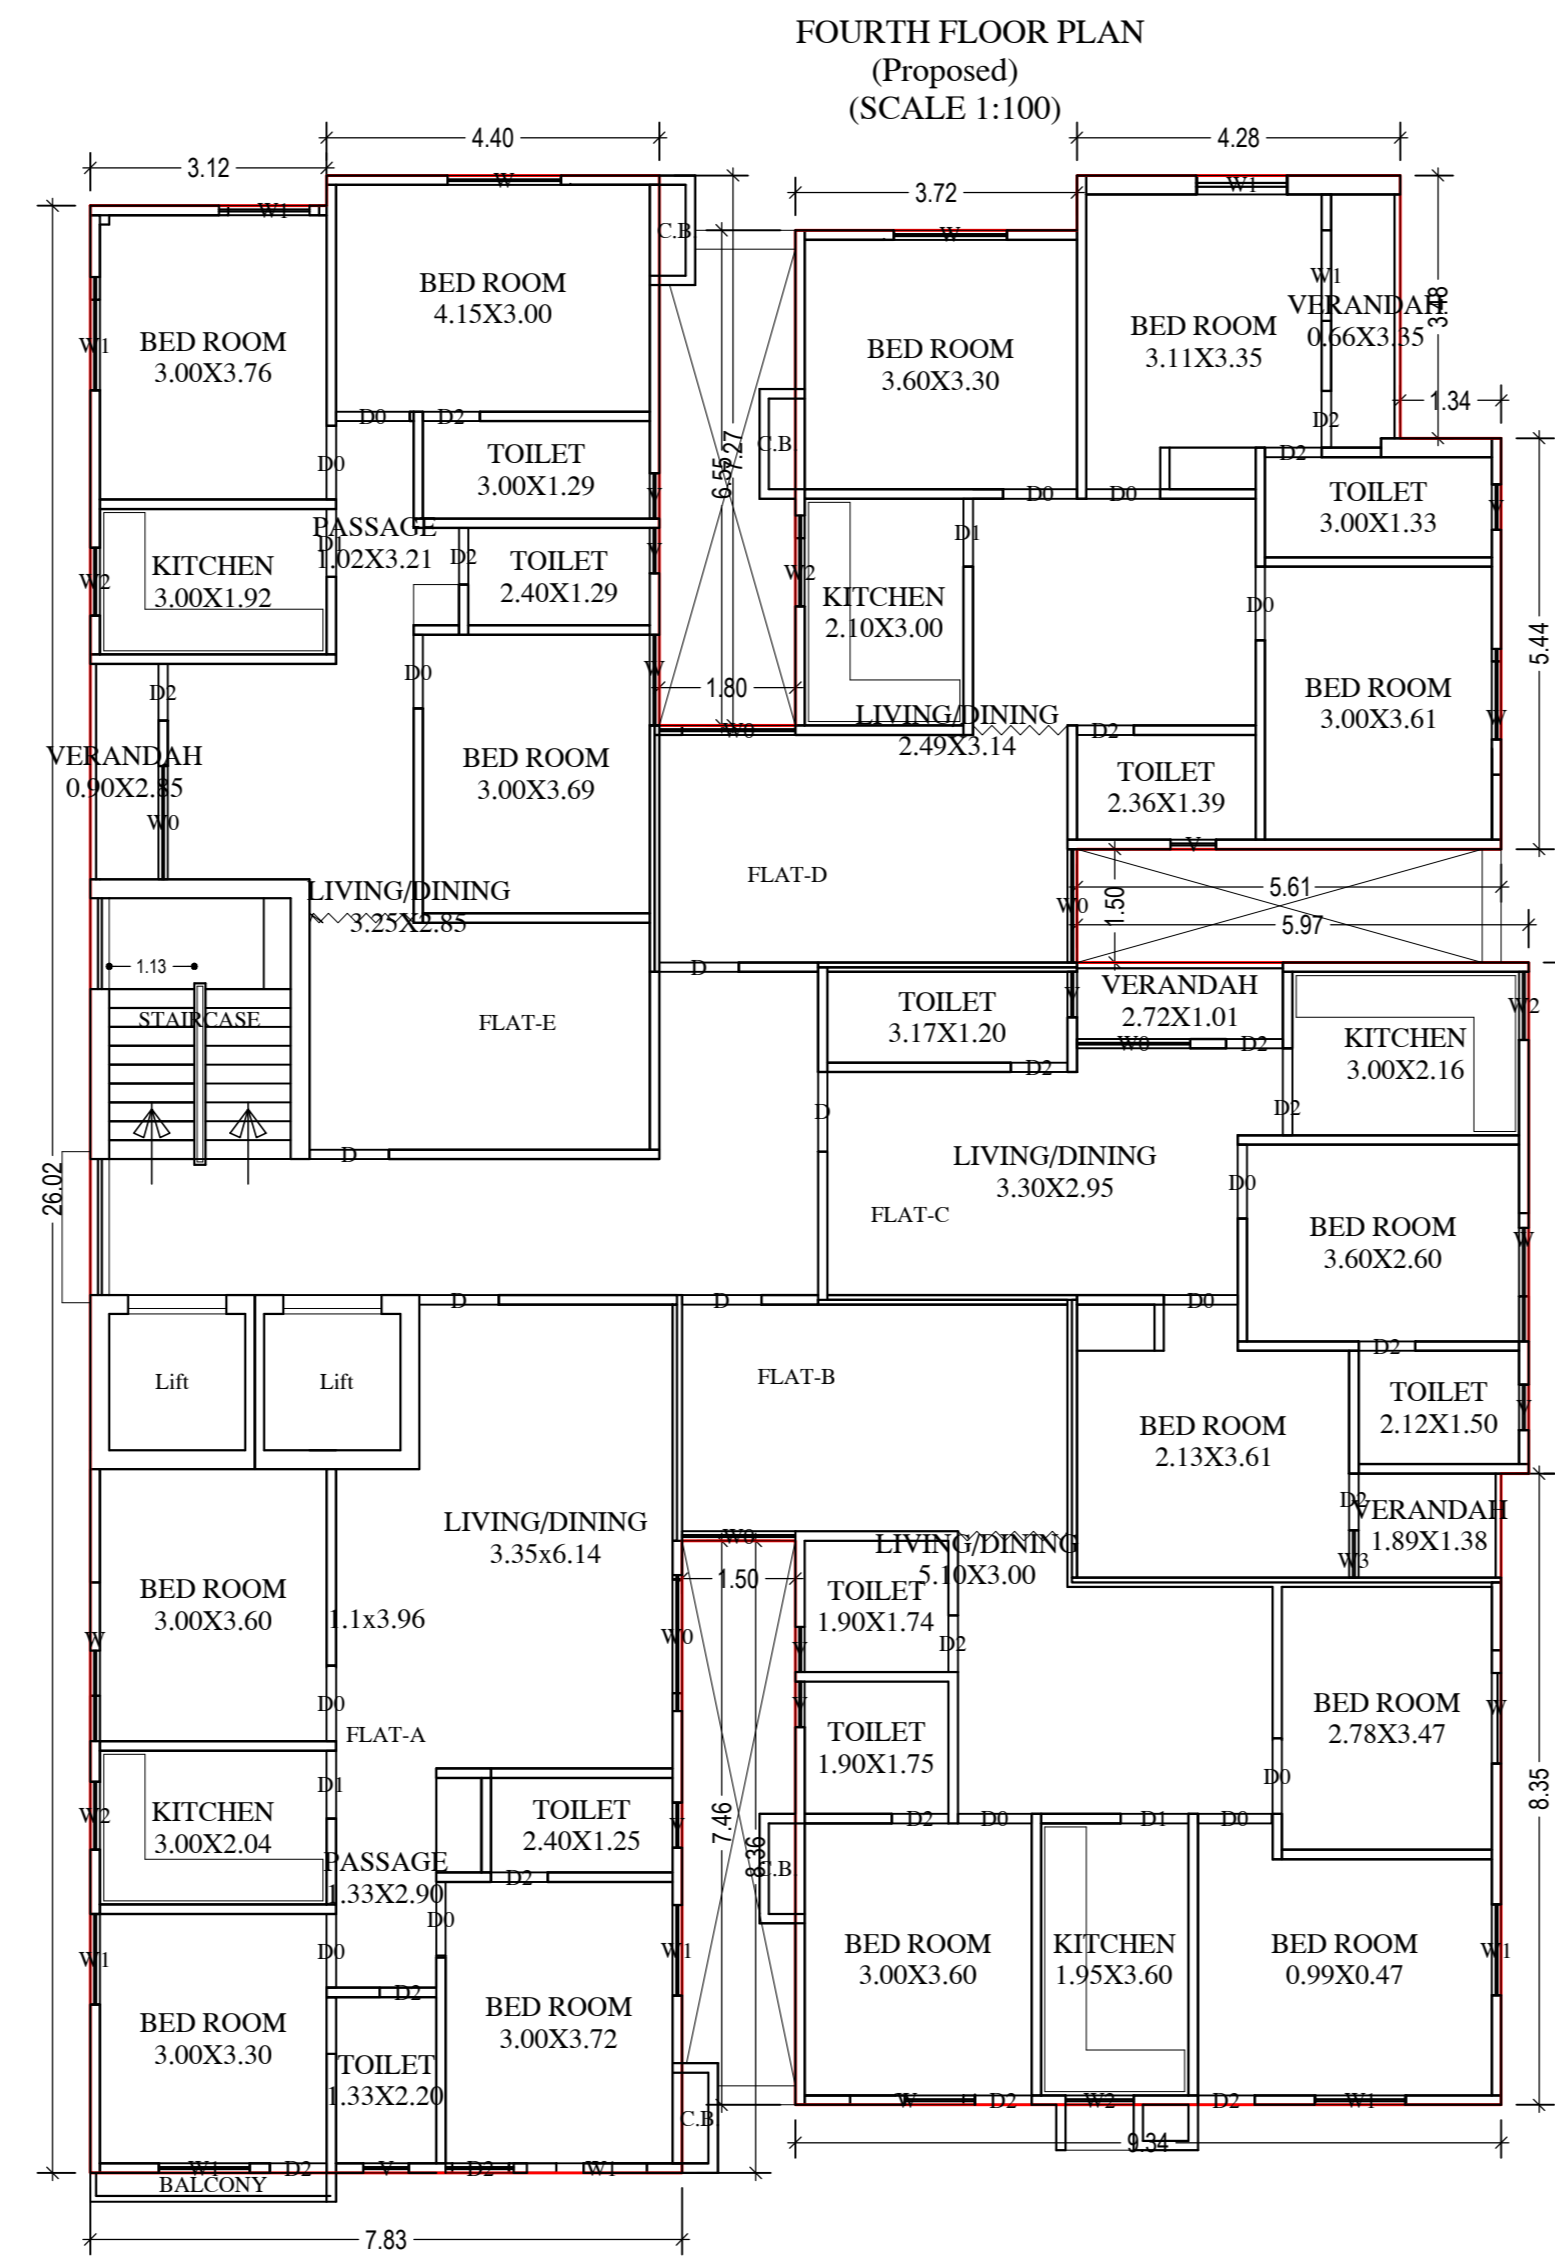 FOURTH FLOOR PLAN
(Proposed)
(SCALE 1:100)
4.40
4.28
3.12
3.72
W
W1
W1
C.B
W
BED ROOM
4.15X3.00
W1
VERANDAH
0.66X3.35
3.48
BED ROOM
3.11X3.35
W1
BED ROOM
3.00X3.76
BED ROOM
3.60X3.30
1.34
D0
D2
D2
C.B
6.55
7.27
D2
D0
TOILET
3.00X1.29
V
D0
D0
TOILET
3.00X1.33
V
PASSAGE
1.02X3.21
D1
D2
V
D1
KITCHEN
3.00X1.92
W2
TOILET
2.40X1.29
W2
KITCHEN
2.10X3.00
D0
5.44
D0
W
1.80
BED ROOM
3.00X3.61
W
D2
LIVING/DINING
2.49X3.14
W0
D2
VERANDAH
0.90X2.85
BED ROOM
3.00X3.69
TOILET
2.36X1.39
W0
V
FLAT-D
LIVING/DINING
3.25X2.85
5.61
W0
1.50
5.97
1.13
D
STAIRCASE
FLAT-E
TOILET
3.17X1.20
V
VERANDAH
2.72X1.01
W2
W0
D2
KITCHEN
3.00X2.16
D2
D
D2
D
LIVING/DINING
3.30X2.95
D0
26.02
FLAT-C
BED ROOM
3.60X2.60
W
D
D
D0
D2
Lift
Lift
FLAT-B
TOILET
2.12X1.50
V
BED ROOM
2.13X3.61
D2
VERANDAH
1.89X1.38
LIVING/DINING
3.35x6.14
W0
LIVING/DINING
5.10X3.00
W3
1.50
BED ROOM
3.00X3.60
TOILET
1.90X1.74
1.1x3.96
W
W0
V
D2
D0
V
BED ROOM
2.78X3.47
W
FLAT-A
TOILET
1.90X1.75
D1
D0
8.35
KITCHEN
3.00X2.04
W2
TOILET
2.40X1.25
V
7.46
8.36
D2
D0
D1
D0
PASSAGE
1.33X2.90
D2
C.B
D0
D0
W1
W1
BED ROOM
3.00X3.60
KITCHEN
1.95X3.60
BED ROOM
0.99X0.47
W1
D2
BED ROOM
3.00X3.30
BED ROOM
3.00X3.72
TOILET
1.33X2.20
W
D2
W2
D2
W1
C.B
9.34
W1
D2
V
D2
W1
BALCONY
7.83